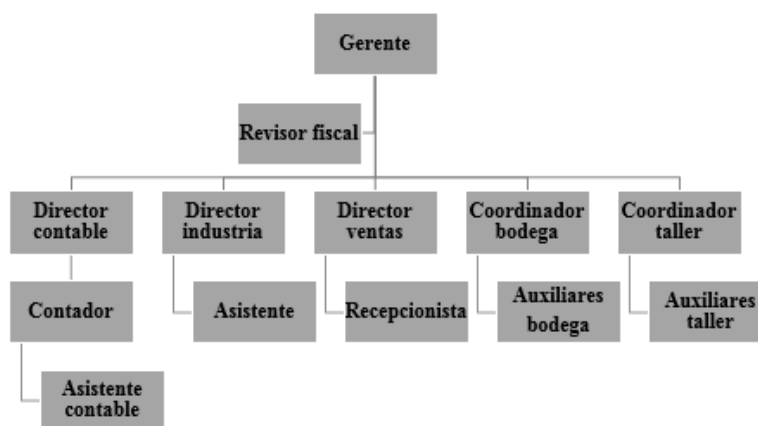 Gerente
Revisor fiscal
Director
contable
Director
industria
Director
ventas
Coordinador
bodega
Coordinador
taller
Contador
Asistente
Recepcionista
Auxiliares
bodega
Auxiliares
taller
Asistente
contable